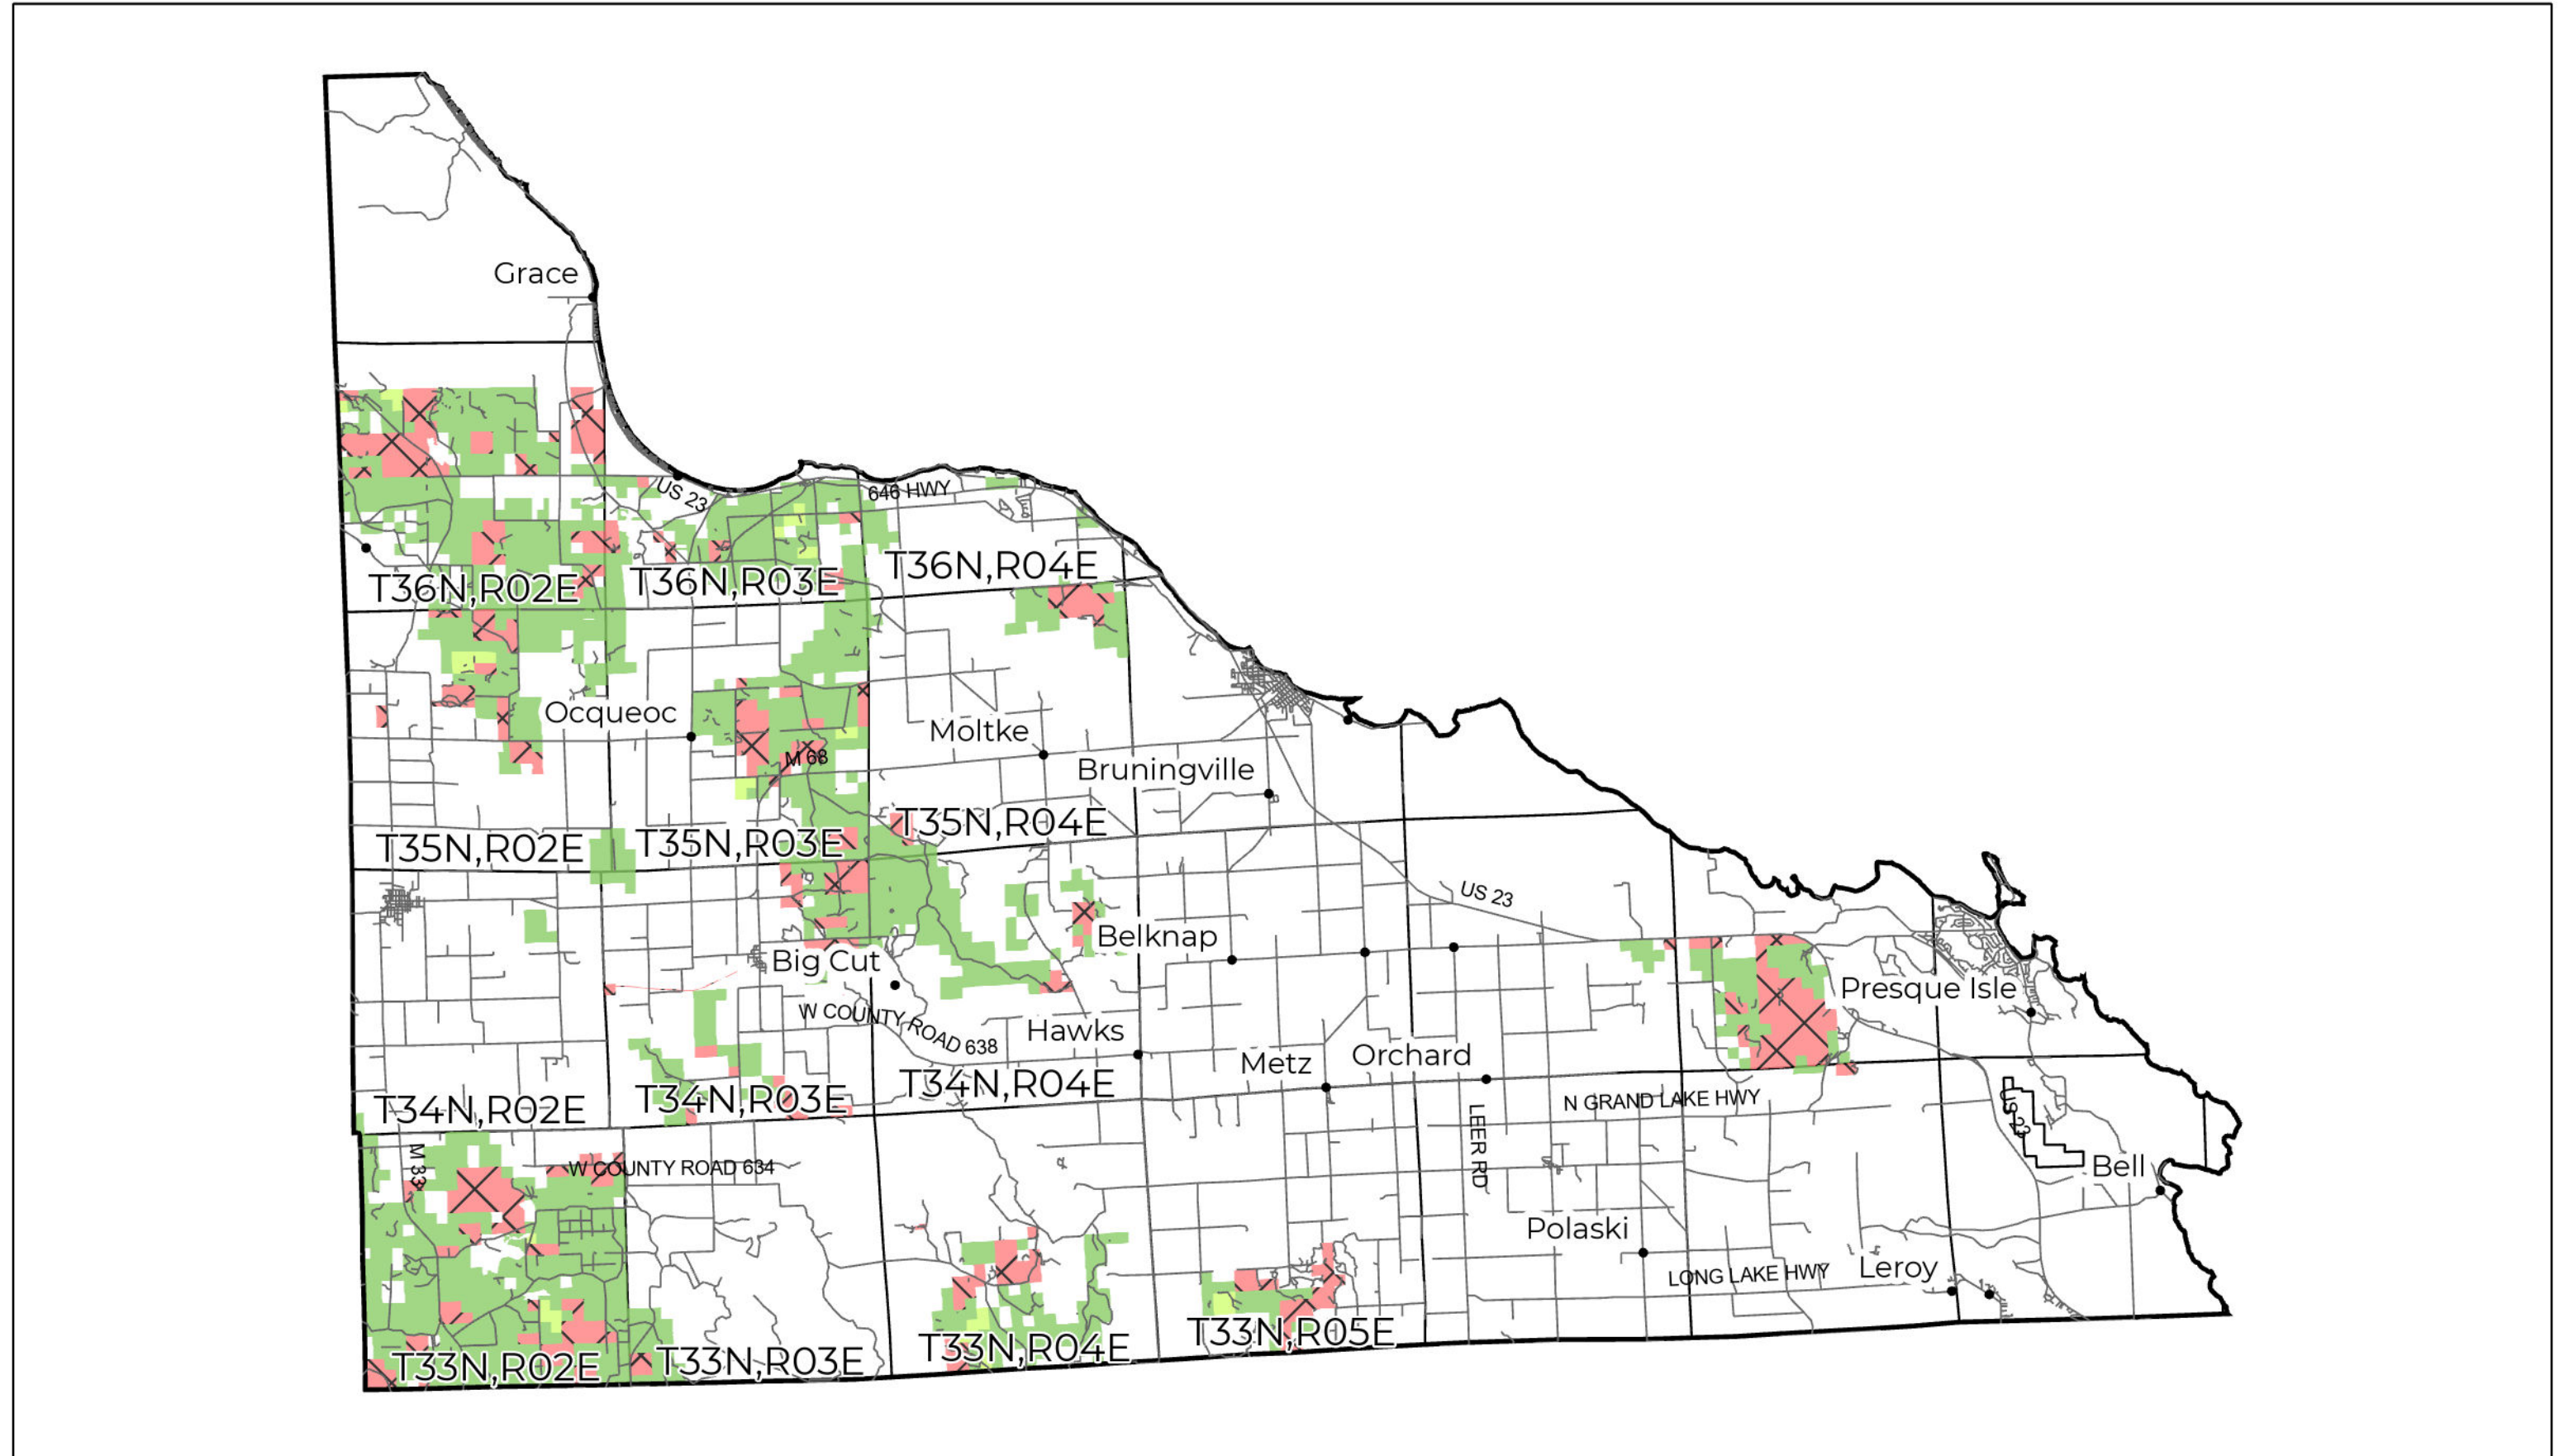 Grace
US 23
646 HWY
T36N,R02E
T36N,R03E
T36N,R04E
Ocqueoc
Moltke
M 68
Bruningville
T35N,R02E
T35N,R03E
T35N,R04E
US 23
Belknap
Big Cut
Presque Isle
W COUNTY ROAD 638
Hawks
Metz
Orchard
T34N,R02E
T34N,R03E
T34N,R04E
N GRAND LAKE HWY
US 23
LEER RD
M 33
W COUNTY ROAD 634
Bell
Polaski
LONG LAKE HWY
Leroy
T33N,R02E
T33N,R03E
T33N,R04E
T33N,R05E